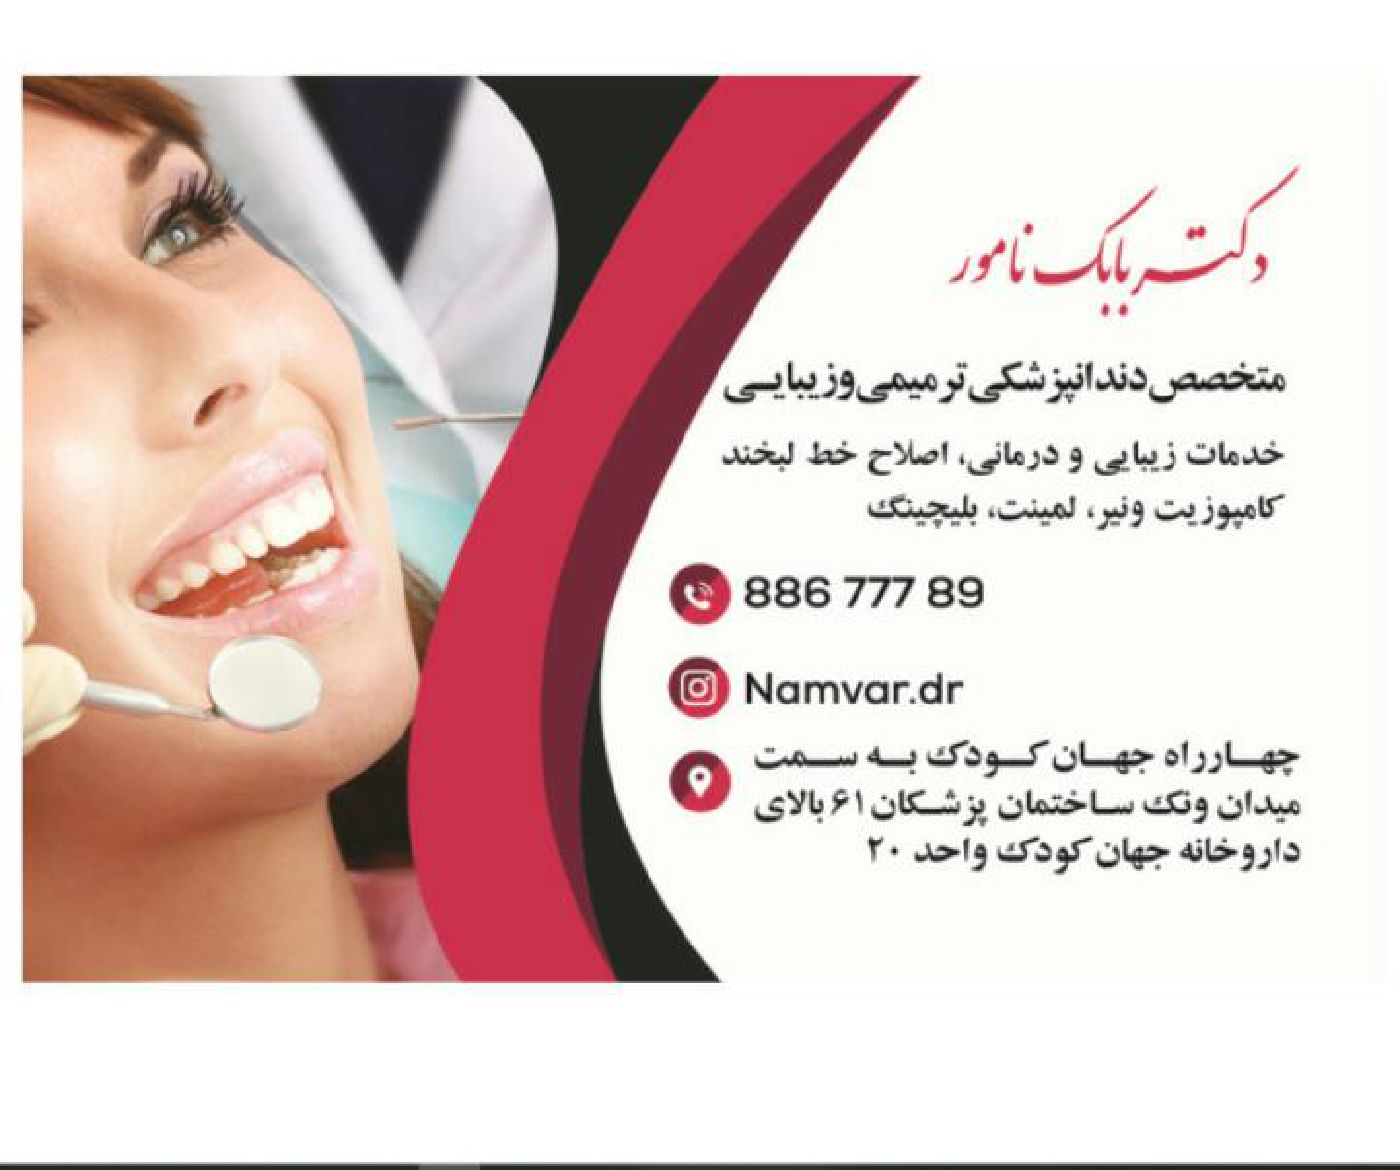 دکتر بابک نامور
متخصص دندانپزشکی ترمیمی وزیبایی
خدمات زیبایی و درمانی، اصلاح خط لبخند
کامپوزیت ونیر، لمینت، بلیچینگ
886 777 89
Namvar.dr
چهارراه جهان کودک به سمت
میدان ونک ساختمان پزشکان ۶۱ بالای
داروخانه جهان کودک واحد ۲۰